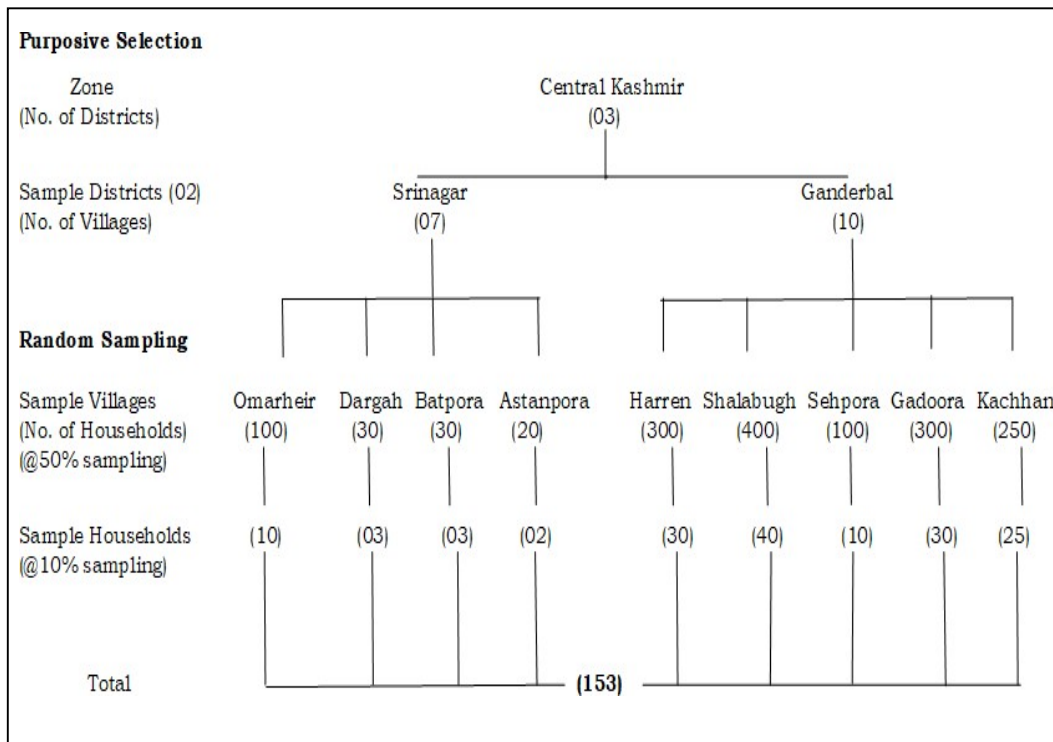 Purposive Selection
Zone Central Kashmir
(No. of Districts) (03)
Sample Districts (02) Srinagar Ganderbal
(No. of Villages) (07) (10)
Random Sampling
Sample Villages Omarheir Dargah Batpora Astanpora Harren Shalabugh Sehpora Gadoora Kachhan
(No. of Households) (100) (30) (30) (20) (300) (400) (100) (300) (250)
(@50% sampling)
Sample Households (10) (03) (03) (02) (30) (40) (10) (30) (25)
(@10% sampling)
Total (153)